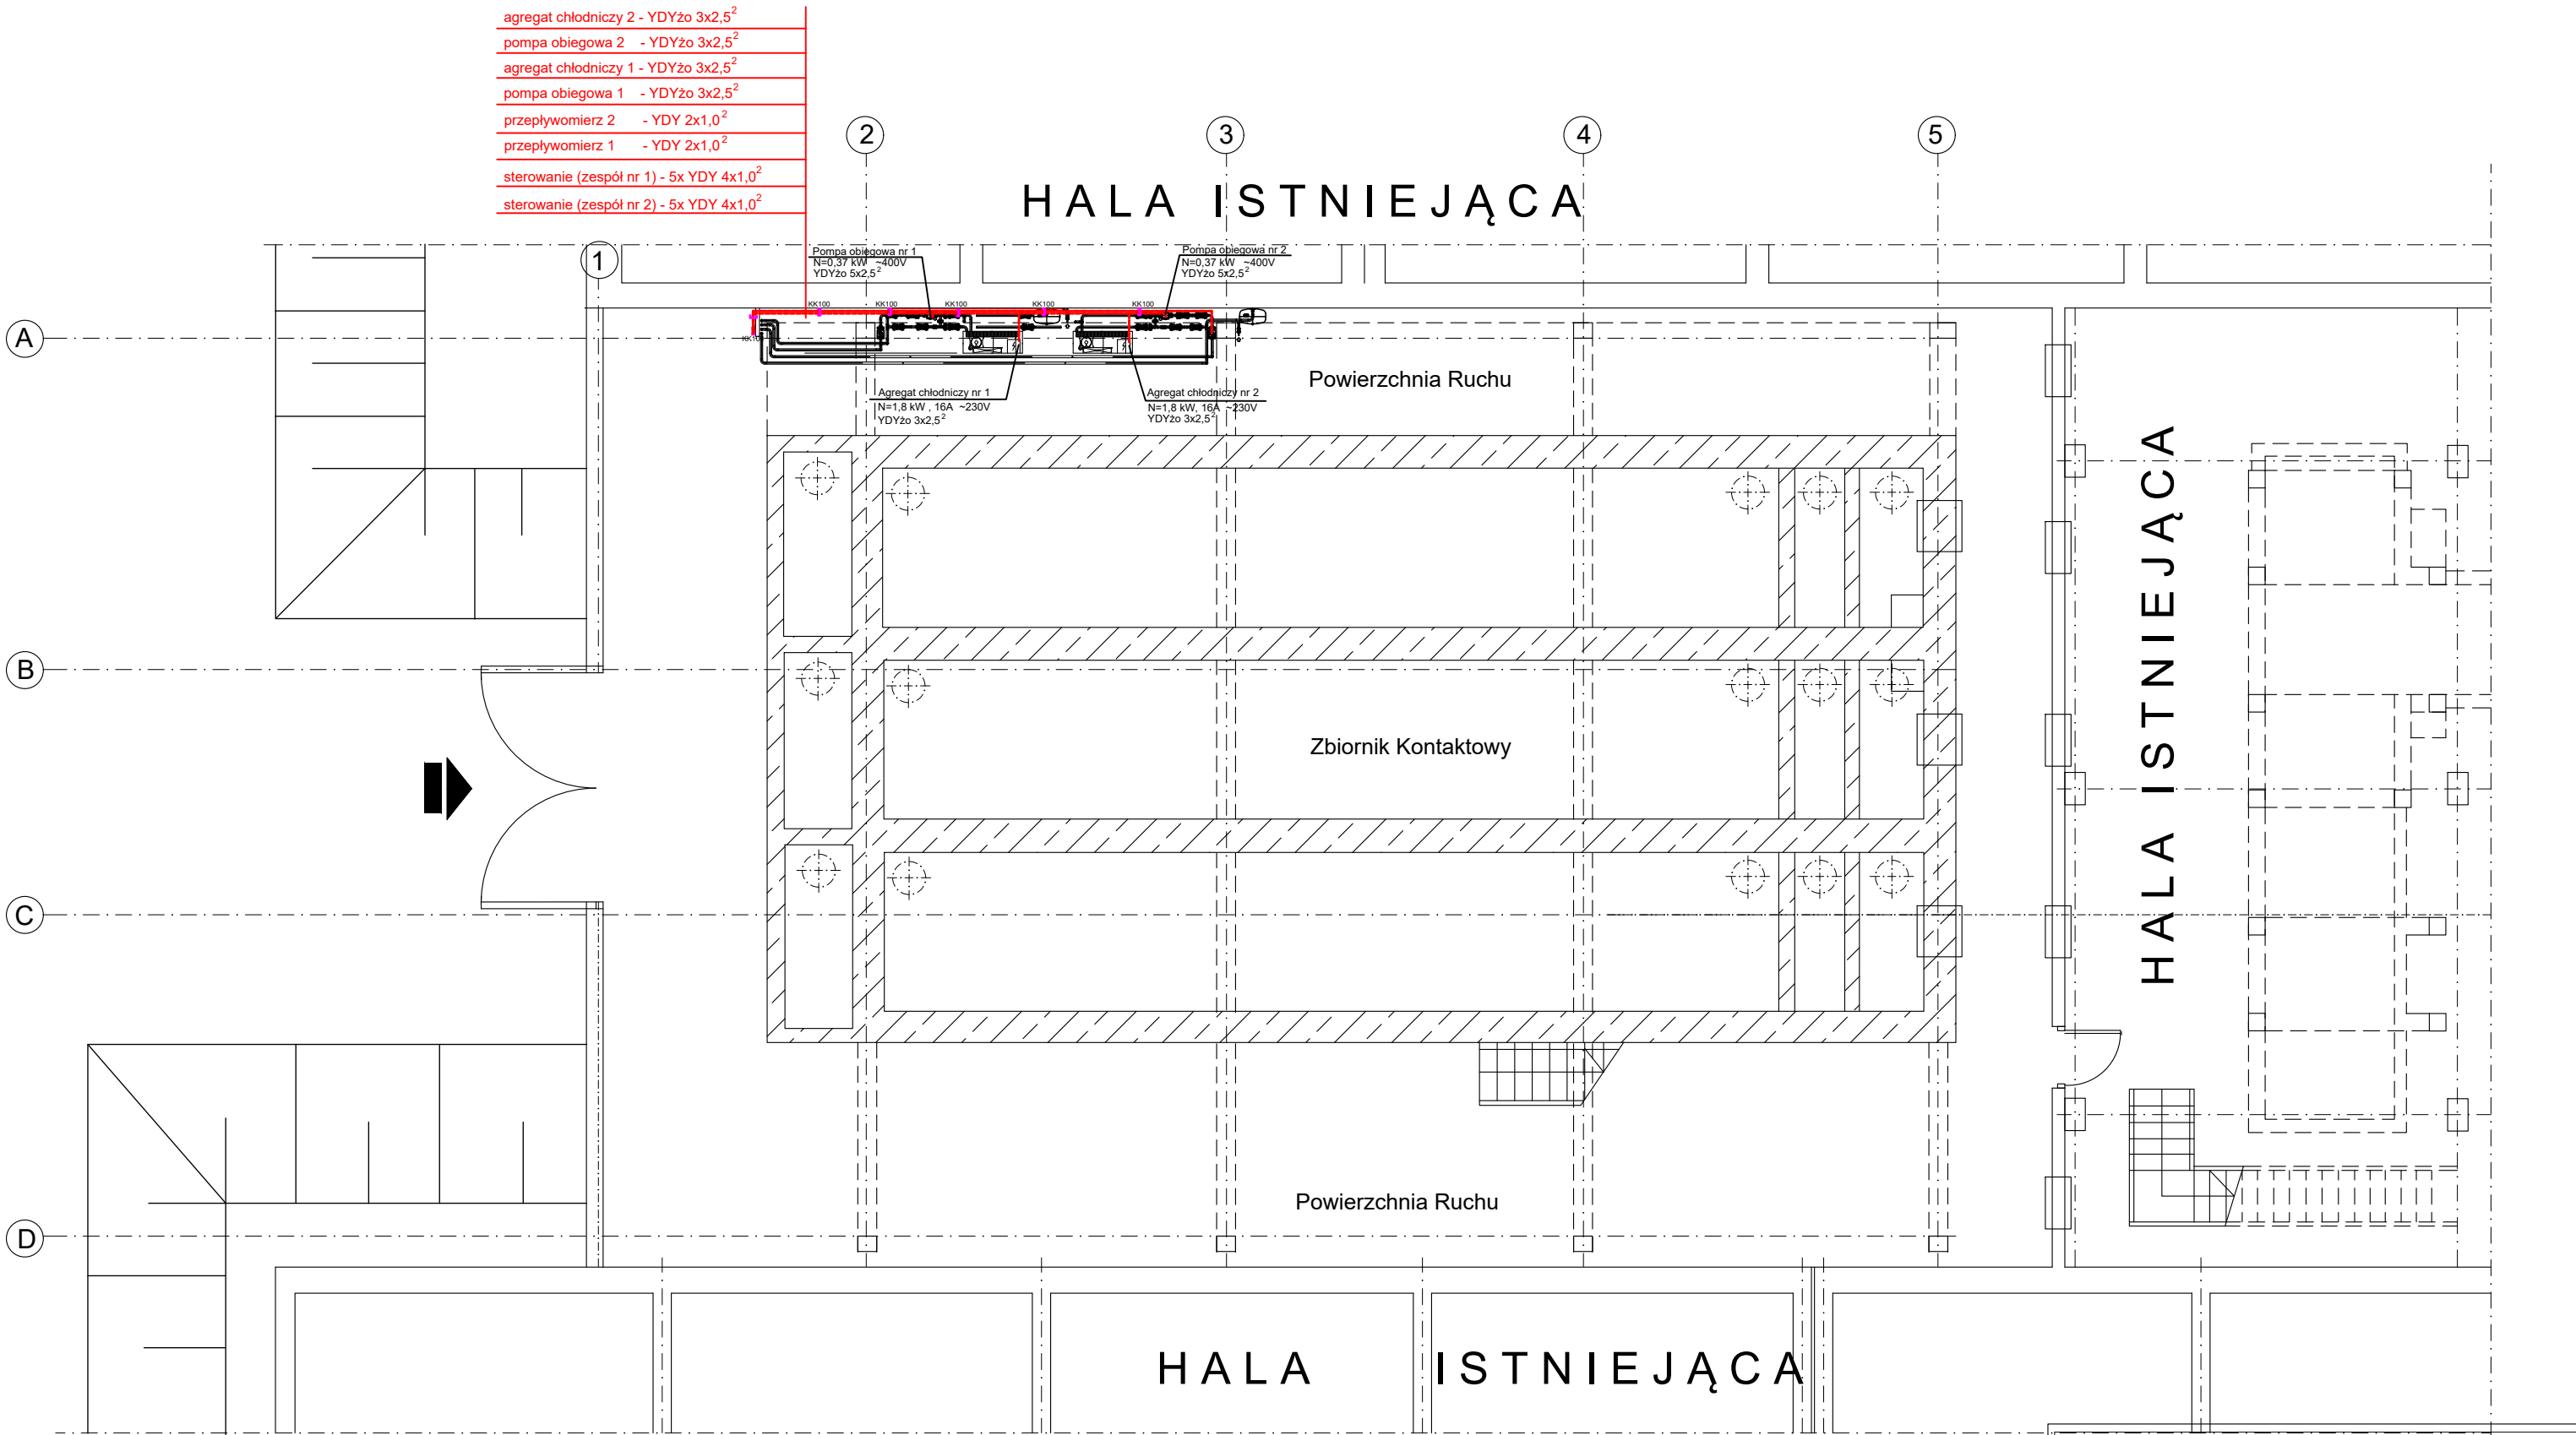 agregat chłodniczy 2 - YDYżo 3x2,5²
pompa obiegowa 2 - YDYżo 3x2,5²
agregat chłodniczy 1 - YDYżo 3x2,5²
pompa obiegowa 1 - YDYżo 3x2,5²
przepływomierz 2 - YDY 2x1,0²
przepływomierz 1 - YDY 2x1,0²
sterowanie (zespół nr 1) - 5x YDY 4x1,0²
sterowanie (zespół nr 2) - 5x YDY 4x1,0²
2
3
4
5
HALA ISTNIEJĄCA
1
Pompa obiegowa nr 1
N=0,37 kW ~400V
YDYżo 5x2,5²
Pompa obiegowa nr 2
N=0,37 kW ~400V
YDYżo 5x2,5²
KK100
KK100
KK100
KK100
KK100
KK100
A
Powierzchnia Ruchu
Agregat chłodniczy nr 1
N=1,8 kW , 16A ~230V
YDYżo 3x2,5²
Agregat chłodniczy nr 2
N=1,8 kW, 16A ~230V
YDYżo 3x2,5²
HALA ISTNIEJĄCA
B
Zbiornik Kontaktowy
C
Powierzchnia Ruchu
D
HALA ISTNIEJĄCA